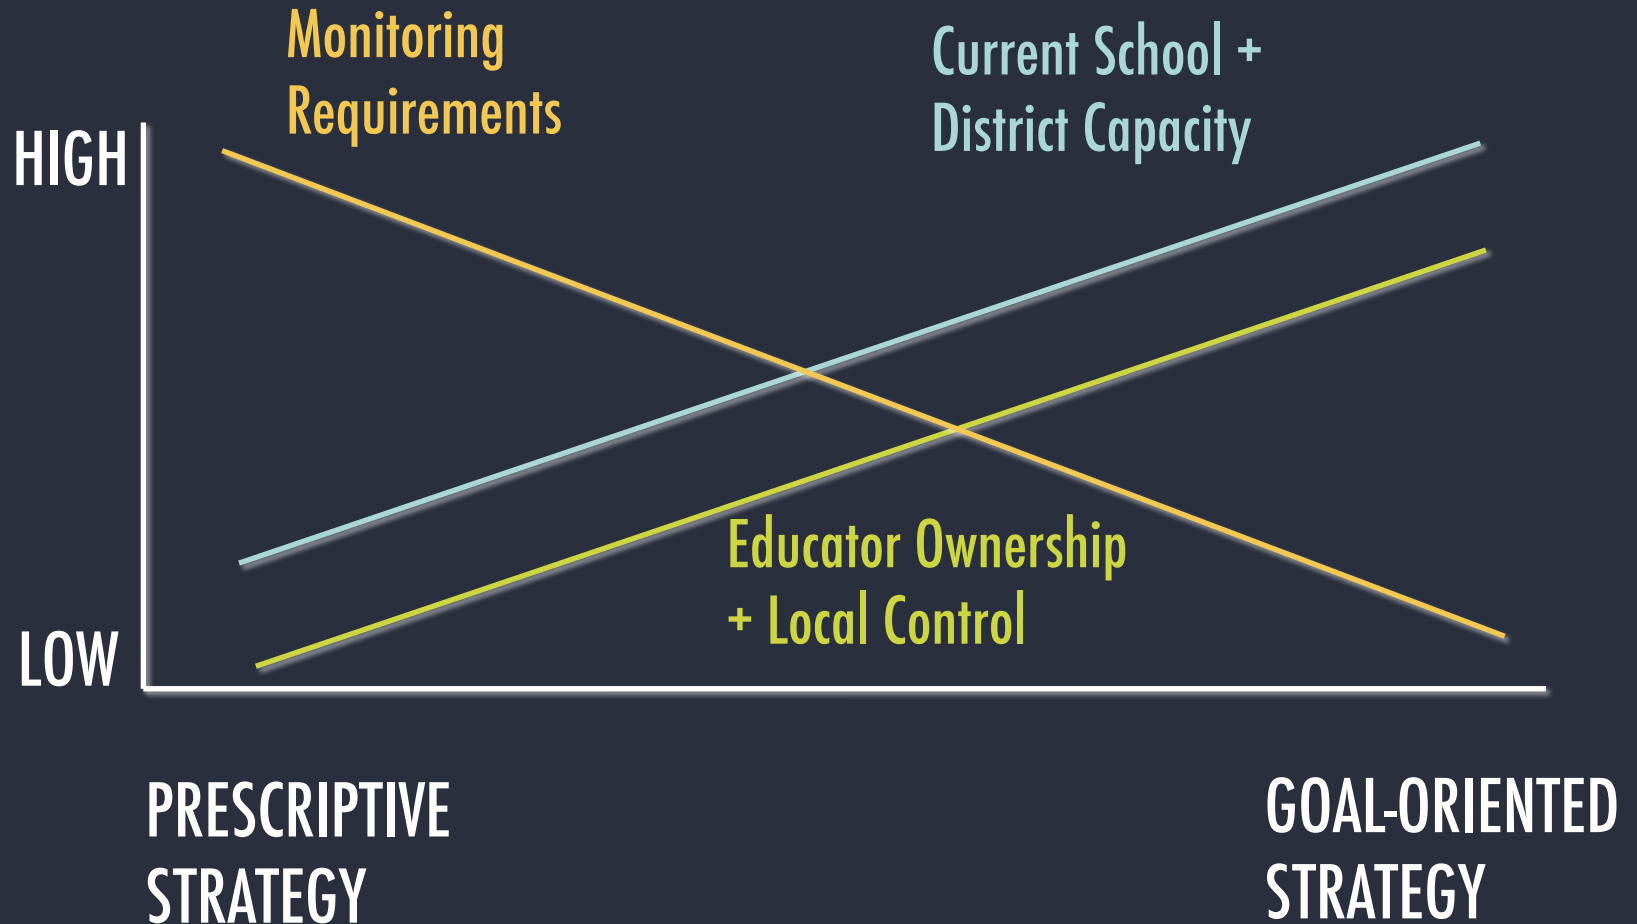 Monitoring
Requirements
Current School +
District Capacity
HIGH
Educator Ownership
+ Local Control
LOW
PRESCRIPTIVE
STRATEGY
GOAL-ORIENTED
STRATEGY